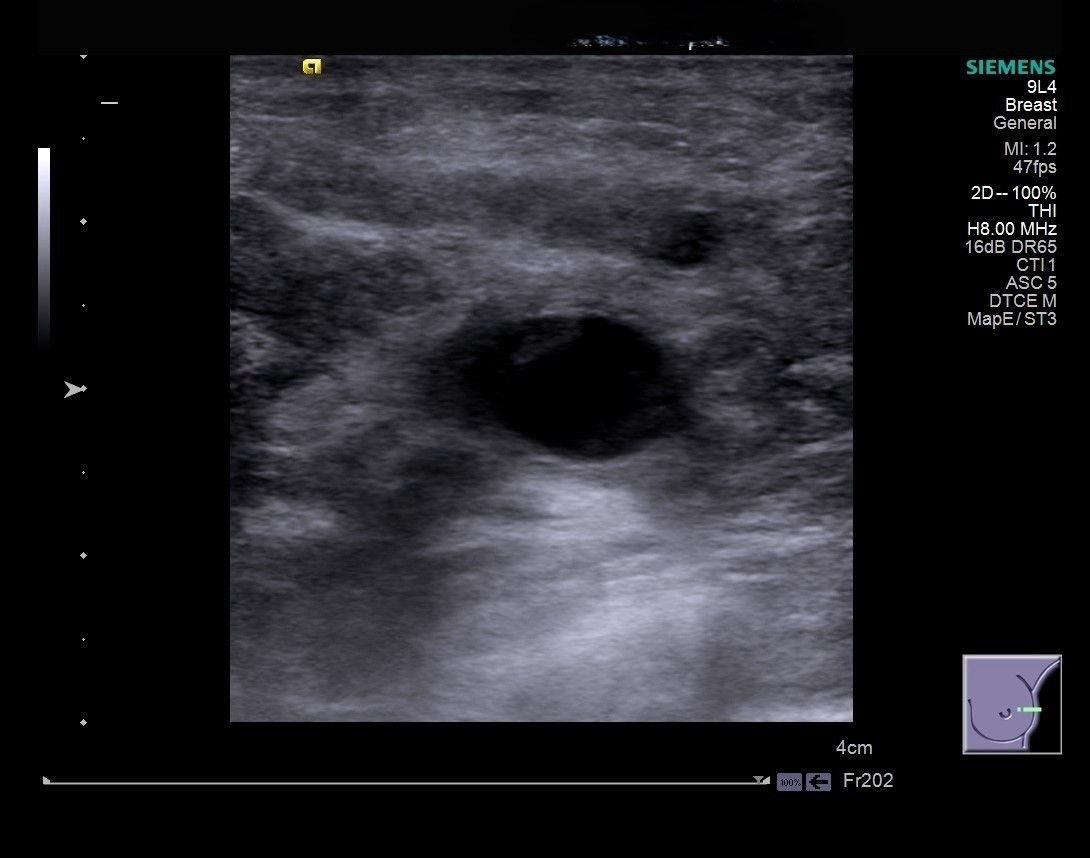 SIEMENS
9L4
Breast
General
MI: 1.2
47fps
2D--100%
THI
H8.00 MHz
16dB DR65
CTI 1
ASC 5
DTCE M
MapE / ST3
4cm
100%
Fr202